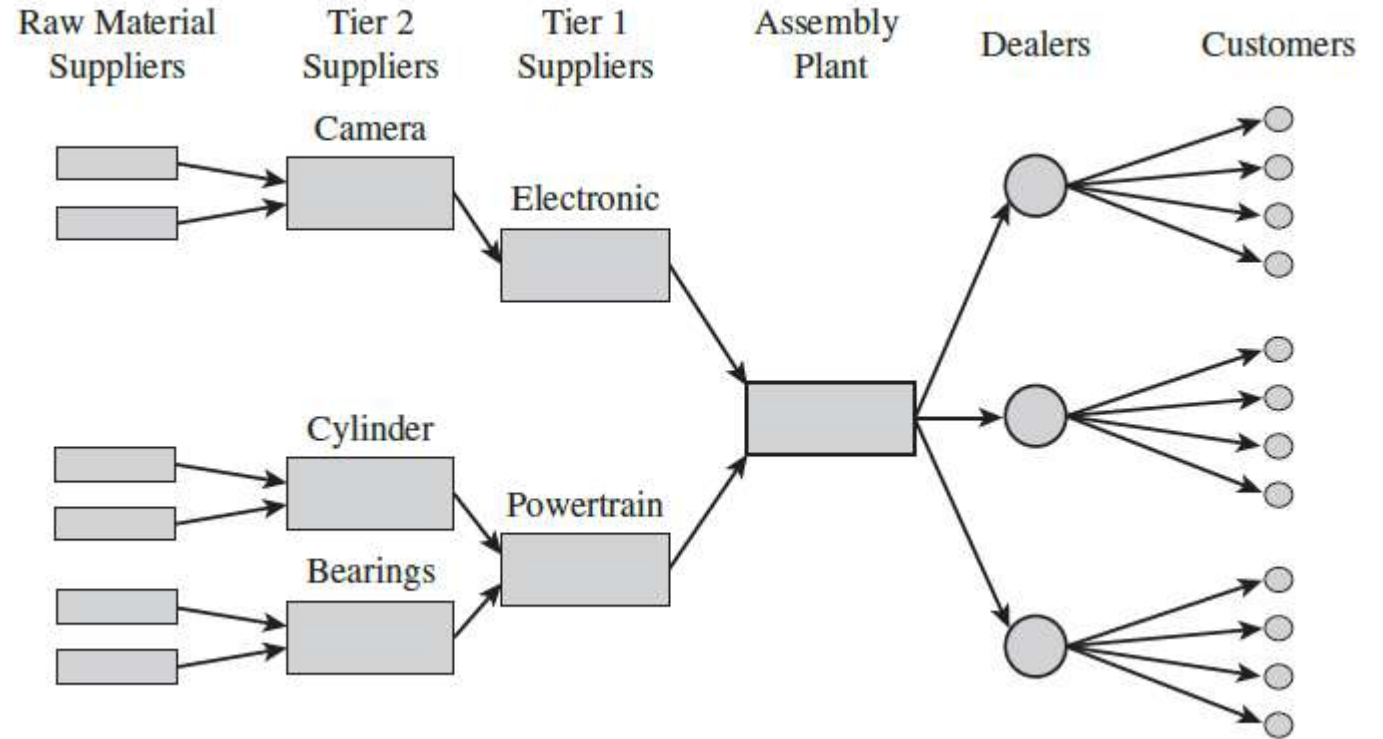 Raw Material
Suppliers
Tier 2
Suppliers
Tier 1
Suppliers
Assembly
Plant
Dealers
Customers
Camera
Electronic
Cylinder
Powertrain
Bearings